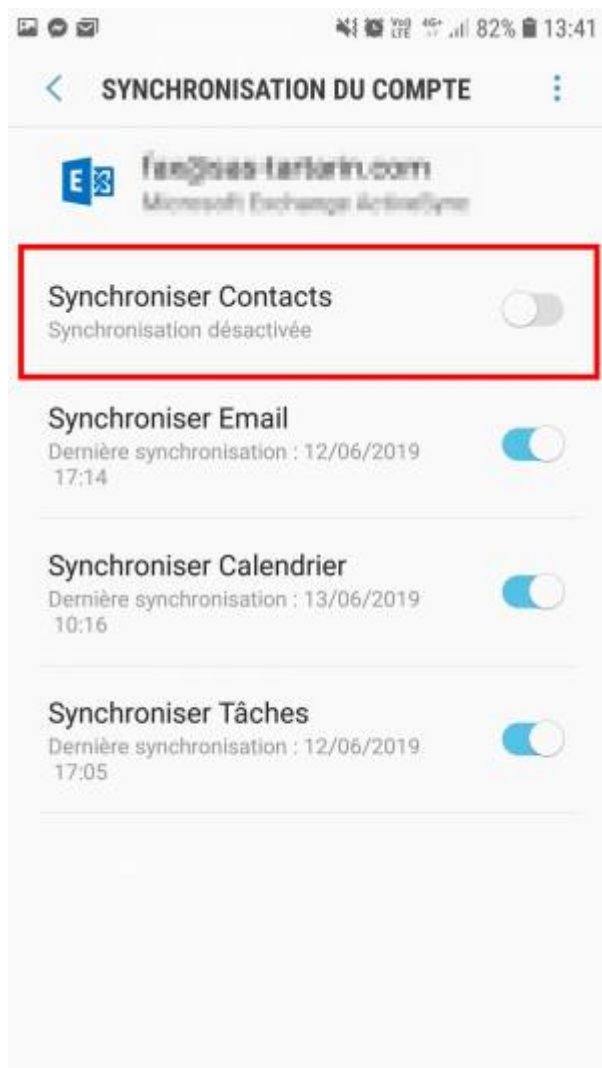 82% 13:41
SYNCHRONISATION DU COMPTE
Synchroniser Contacts
Synchronisation désactivée
Synchroniser Email
Dernière synchronisation : 12/06/2019
17:14
Synchroniser Calendrier
Dernière synchronisation : 13/06/2019
10:16
Synchroniser Tâches
Dernière synchronisation : 12/06/2019
17:05